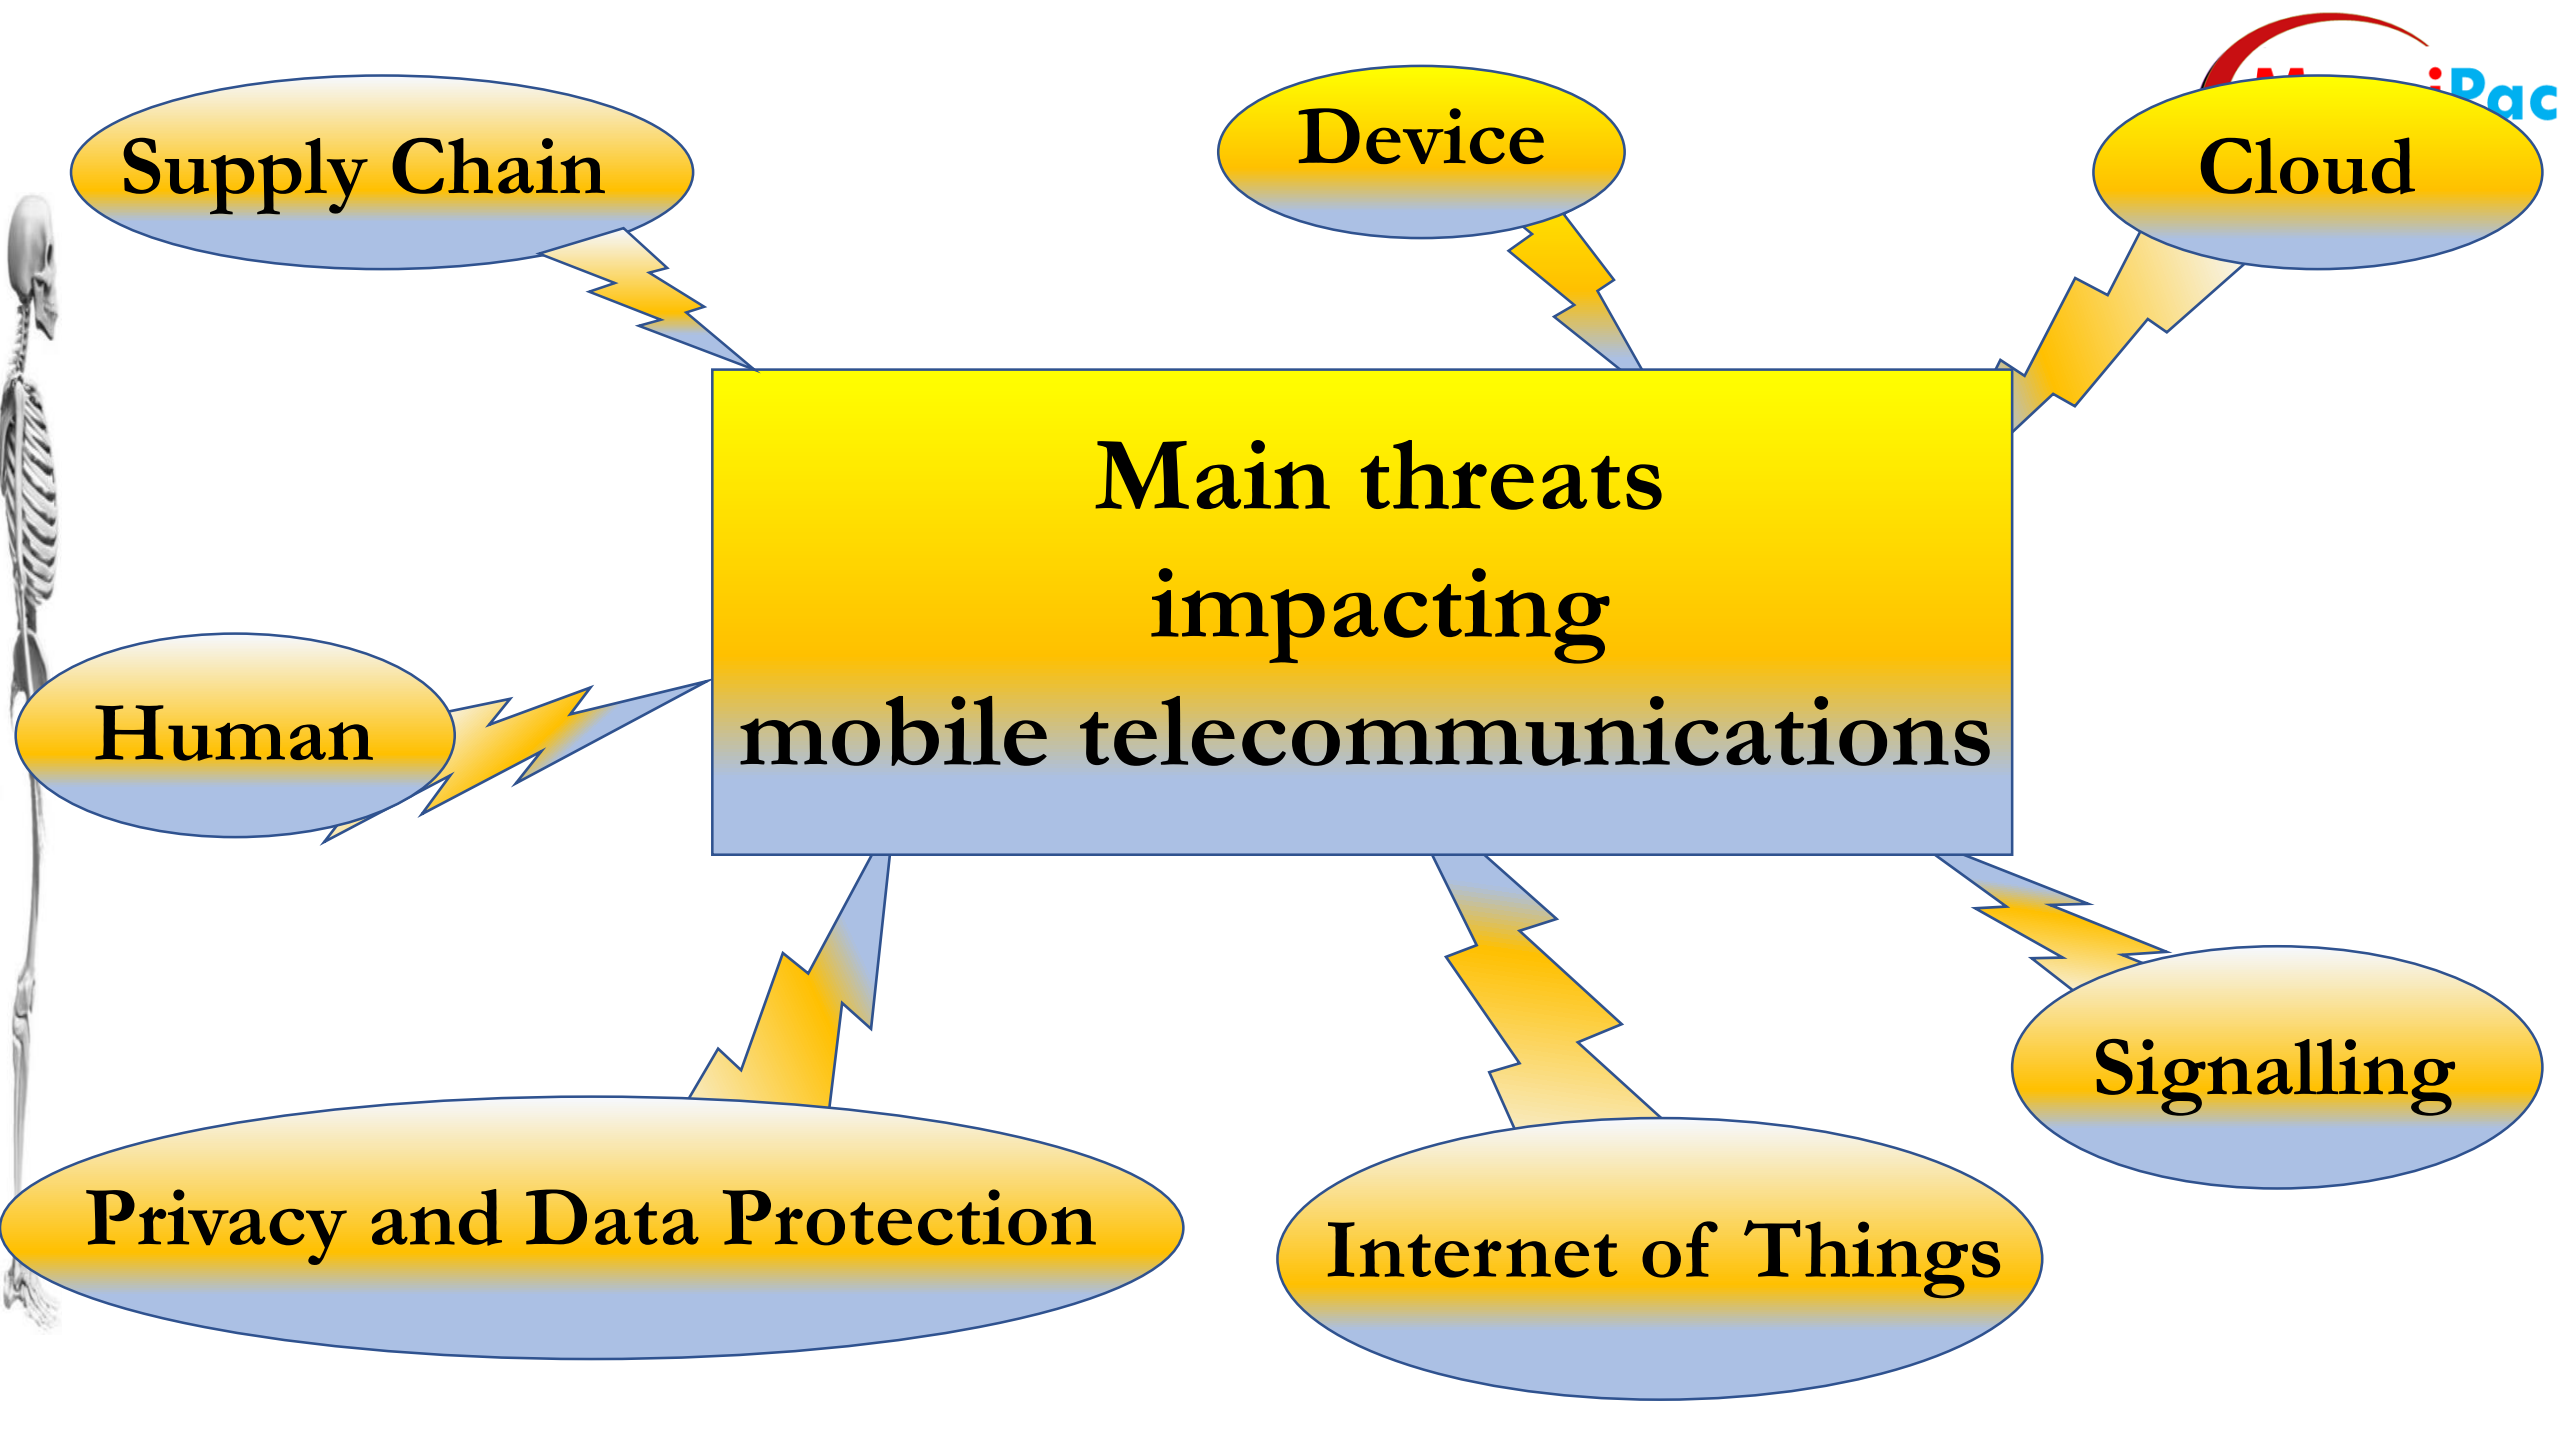 Supply Chain
Device
Cloud
Main threats
impacting
mobile telecommunications
Human
Signalling
Privacy and Data Protection
Internet of Things